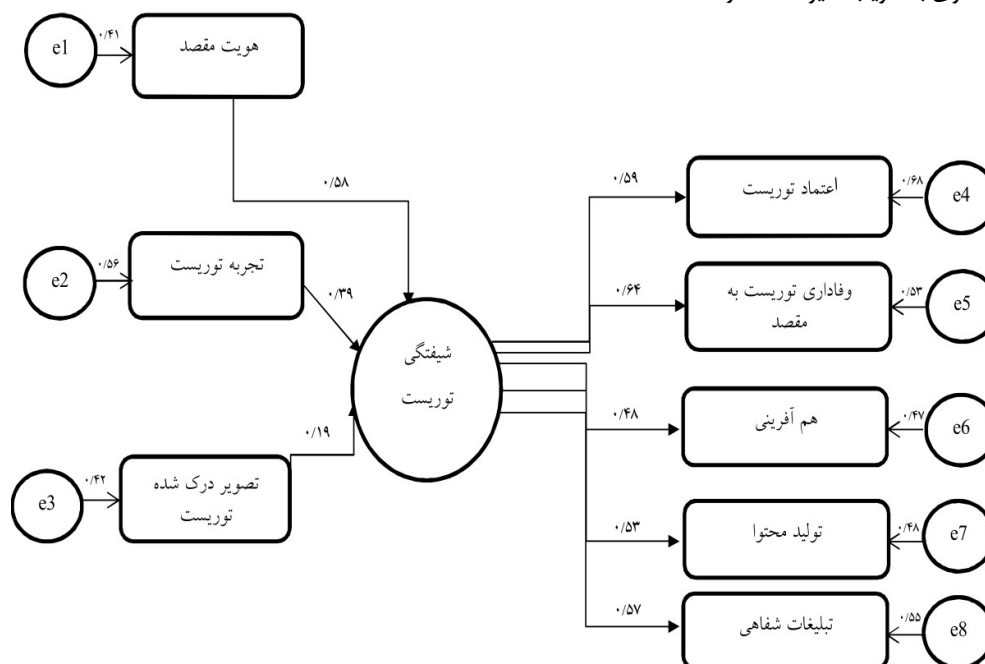 e1
۰/۴۱
هویت مقصد
۰/۵۸
e2
۰/۵۶
تجربه توریست
۰/۳۹
e3
۰/۴۲
تصویر درک شده
توریست
۰/۱۹
شیفتگی
توریست
۰/۵۹
اعتماد توریست
۰/۶۸
e4
۰/۶۴
وفاداری توریست به
مقصد
۰/۵۳
e5
۰/۴۸
هم آفرینی
۰/۴۷
e6
۰/۵۳
تولید محتوا
۰/۴۸
e7
۰/۵۷
تبلیغات شفاهی
۰/۵۵
e8